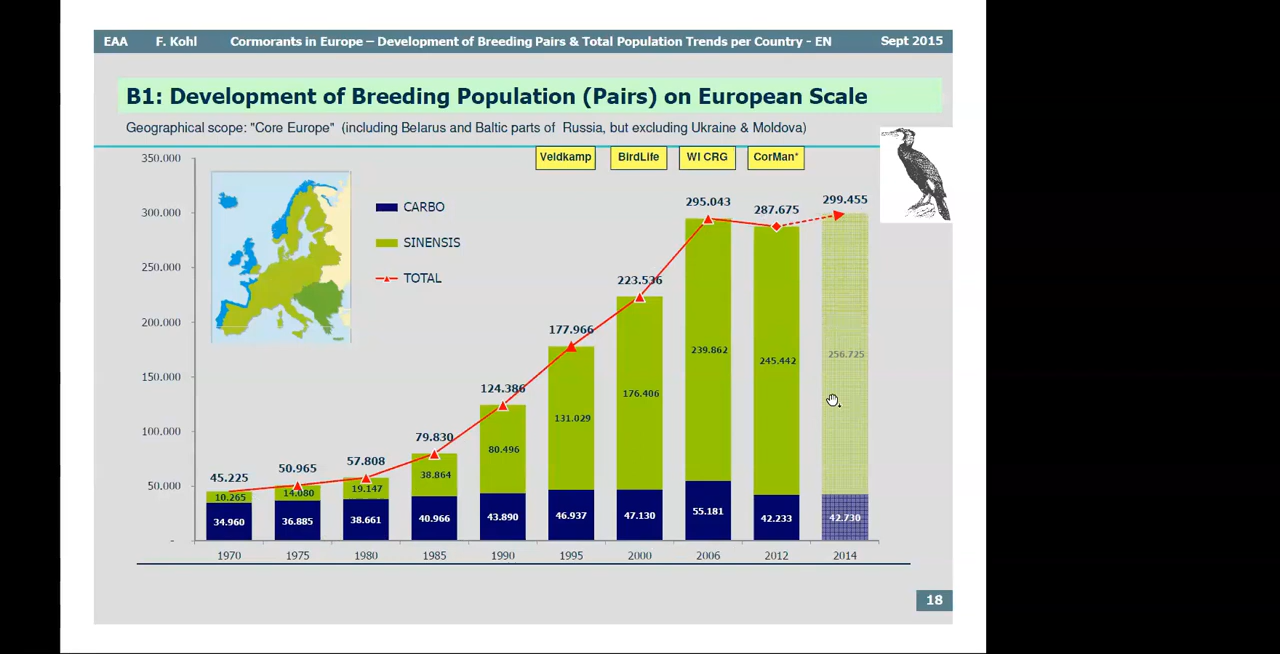 EAA F. Kohl Cormorants in Europe – Development of Breeding Pairs & Total Population Trends per Country - EN Sept 2015
B1: Development of Breeding Population (Pairs) on European Scale
Geographical scope: "Core Europe" (including Belarus and Baltic parts of Russia, but excluding Ukraine & Moldova)
Veldkamp BirdLife WI CRG CorMan*
350.000
300.000
250.000
200.000
150.000
100.000
50.000
-
CARBO
SINENSIS
TOTAL
45.225 50.965 57.808 79.830 124.386 177.966 223.536 295.043 287.675 299.455
10.265 14.080 19.147 38.864 80.496 131.029 176.406 239.862 245.442 256.725
34.960 36.885 38.661 40.966 43.890 46.937 47.130 55.181 42.233 42.730
1970 1975 1980 1985 1990 1995 2000 2006 2012 2014
18